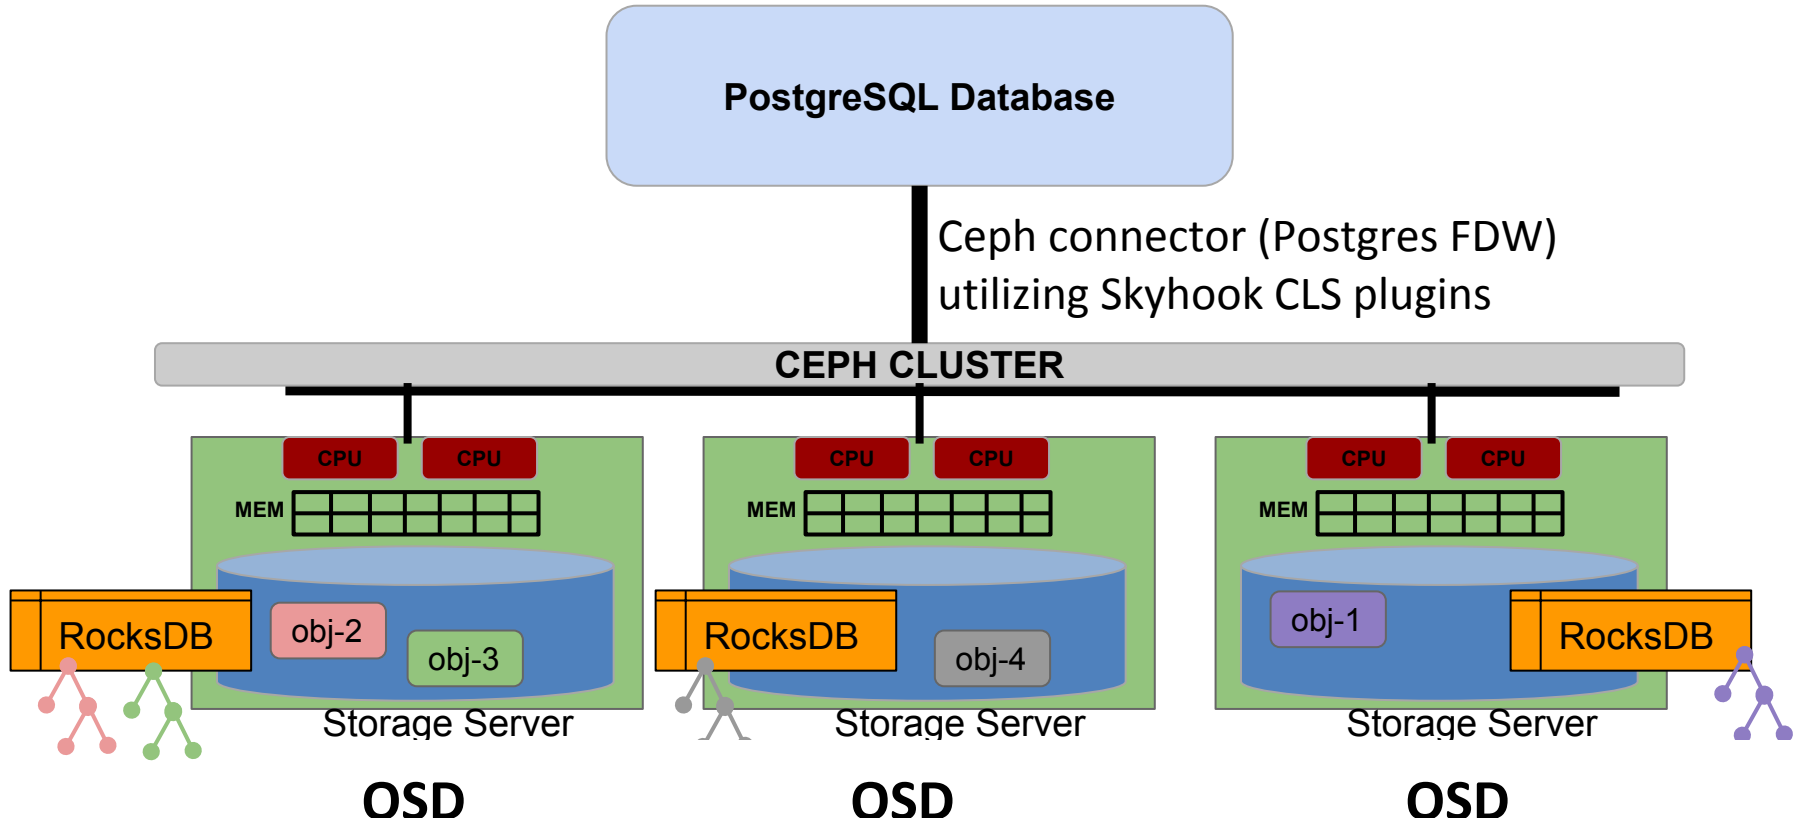 PostgreSQL Database
Ceph connector (Postgres FDW)
utilizing Skyhook CLS plugins
CEPH CLUSTER
CPU CPU CPU CPU CPU CPU
MEM MEM MEM
RocksDB obj-2 obj-3 RocksDB obj-4 obj-1 RocksDB
Storage Server Storage Server Storage Server
OSD OSD OSD